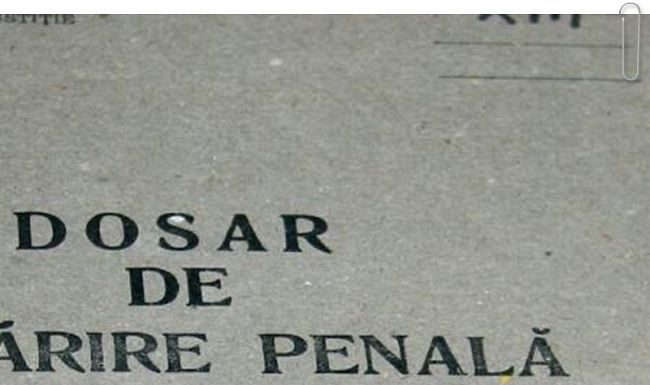 DOSAR
DE
ĂRIRE PENALĂ